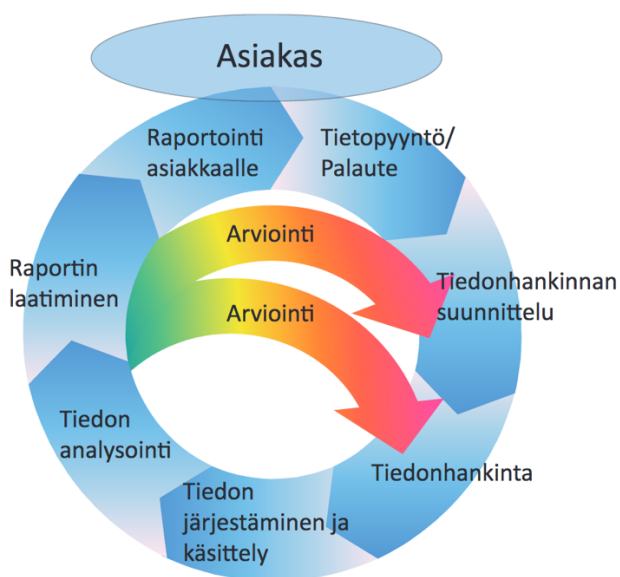 Asiakas
Raportointi
asiakkaalle
Tietopyyntö/
Palaute
Arviointi
Raportin
laatiminen
Tiedonhankinnan
suunnittelu
Arviointi
Tiedon
analysointi
Tiedonhankinta
Tiedon
järjestäminen ja
käsittely